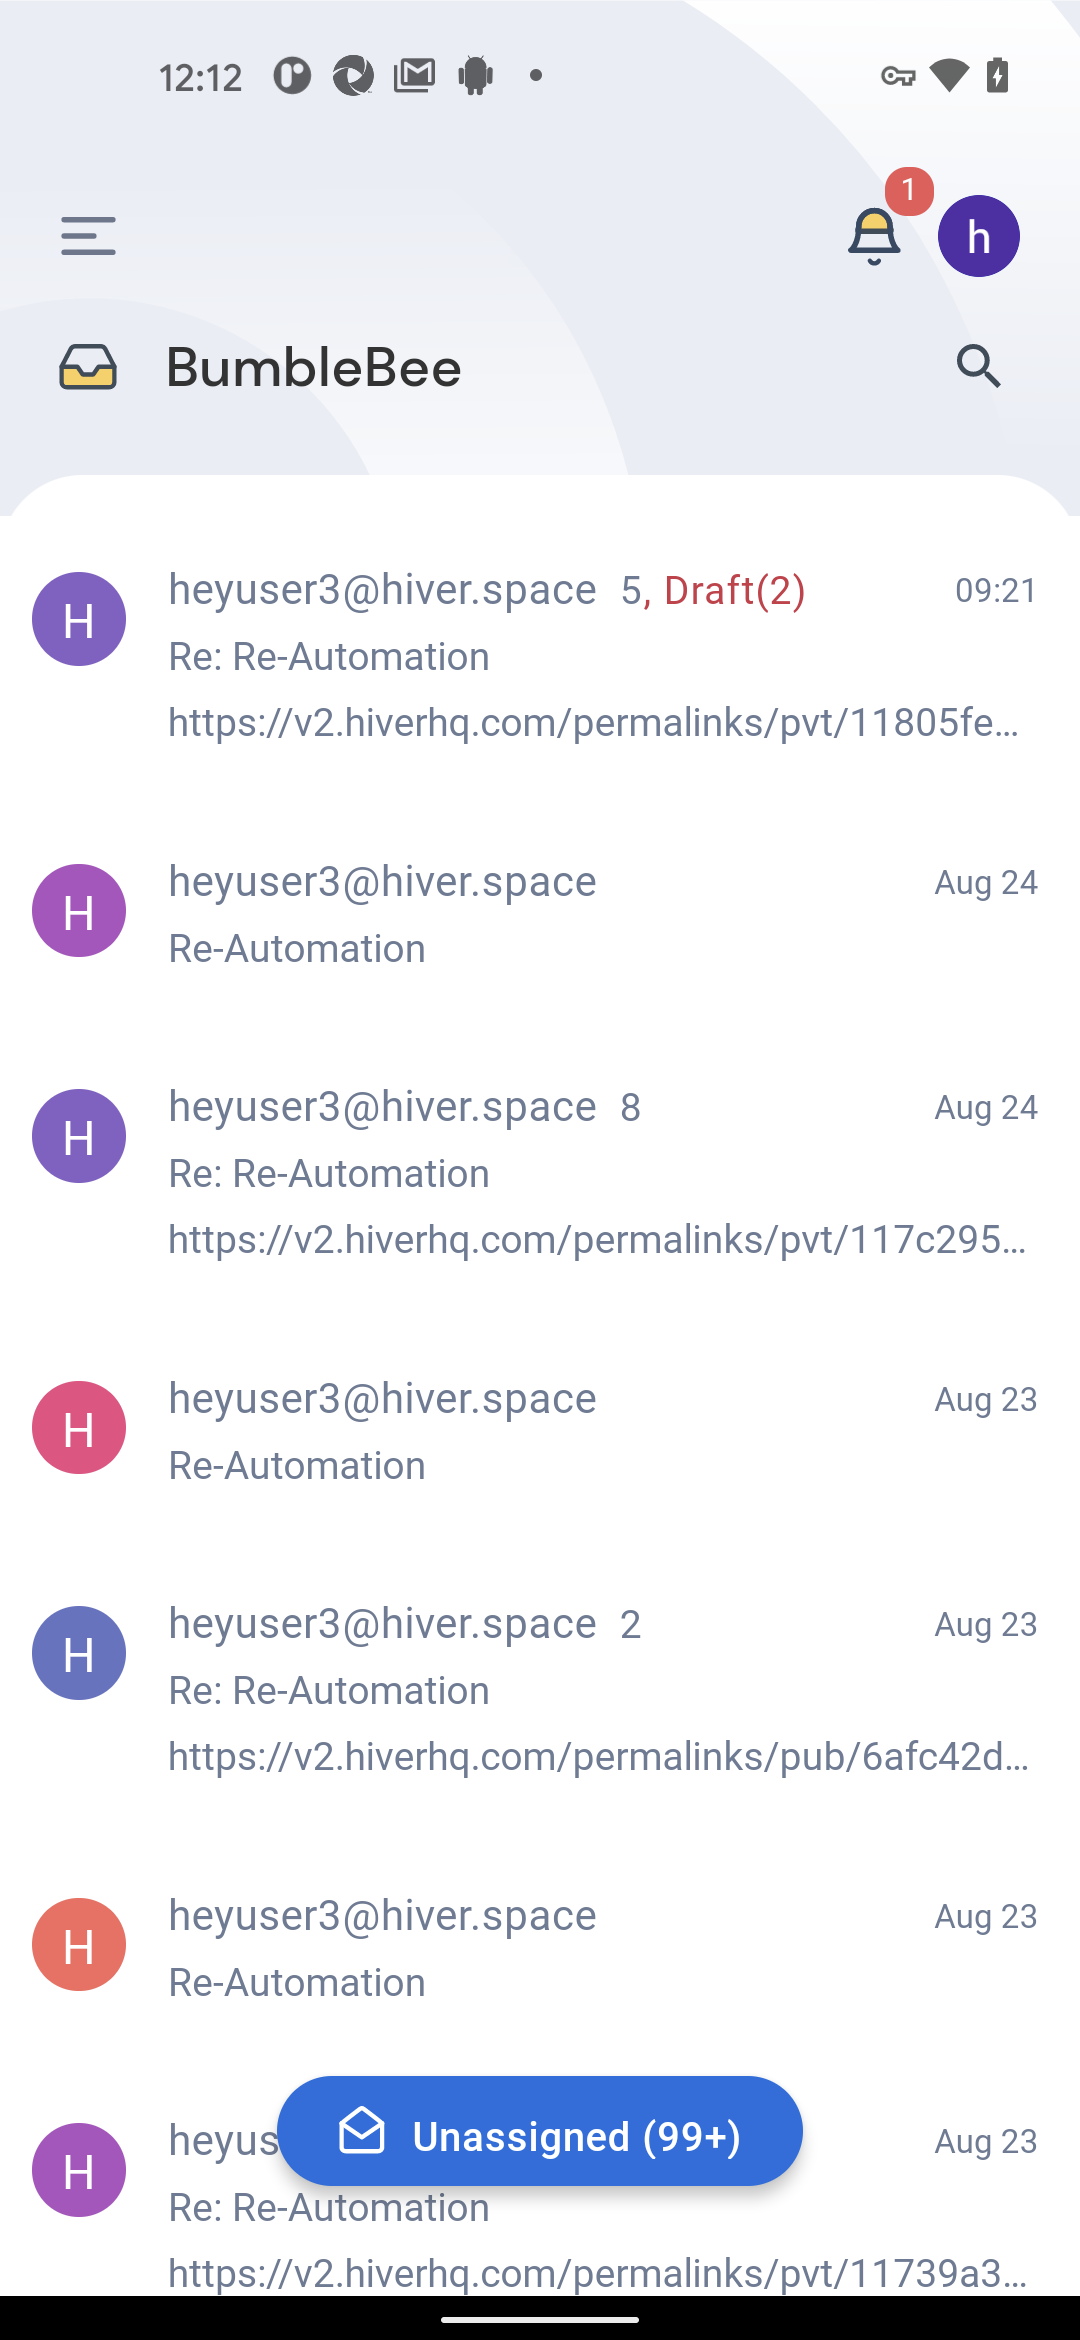 12:12
1
h
BumbleBee
H heyuser3@hiver.space 5, Draft(2) 09:21
Re: Re-Automation
https://v2.hiverhq.com/permalinks/pvt/11805fe...
H heyuser3@hiver.space Aug 24
Re-Automation
H heyuser3@hiver.space 8 Aug 24
Re: Re-Automation
https://v2.hiverhq.com/permalinks/pvt/117c295...
H heyuser3@hiver.space Aug 23
Re-Automation
H heyuser3@hiver.space 2 Aug 23
Re: Re-Automation
https://v2.hiverhq.com/permalinks/pub/6afc42d...
H heyuser3@hiver.space Aug 23
Re-Automation
H heyus Aug 23
Unassigned (99+)
Re: Re-Automation
https://v2.hiverhq.com/permalinks/pvt/11739a3...